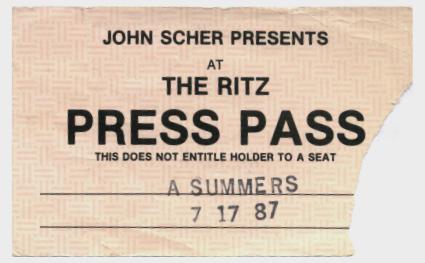 JOHN SCHER PRESENTS
AT
THE RITZ
PRESS PASS
THIS DOES NOT ENTITLE HOLDER TO A SEAT
A SUMMERS
7 17 87